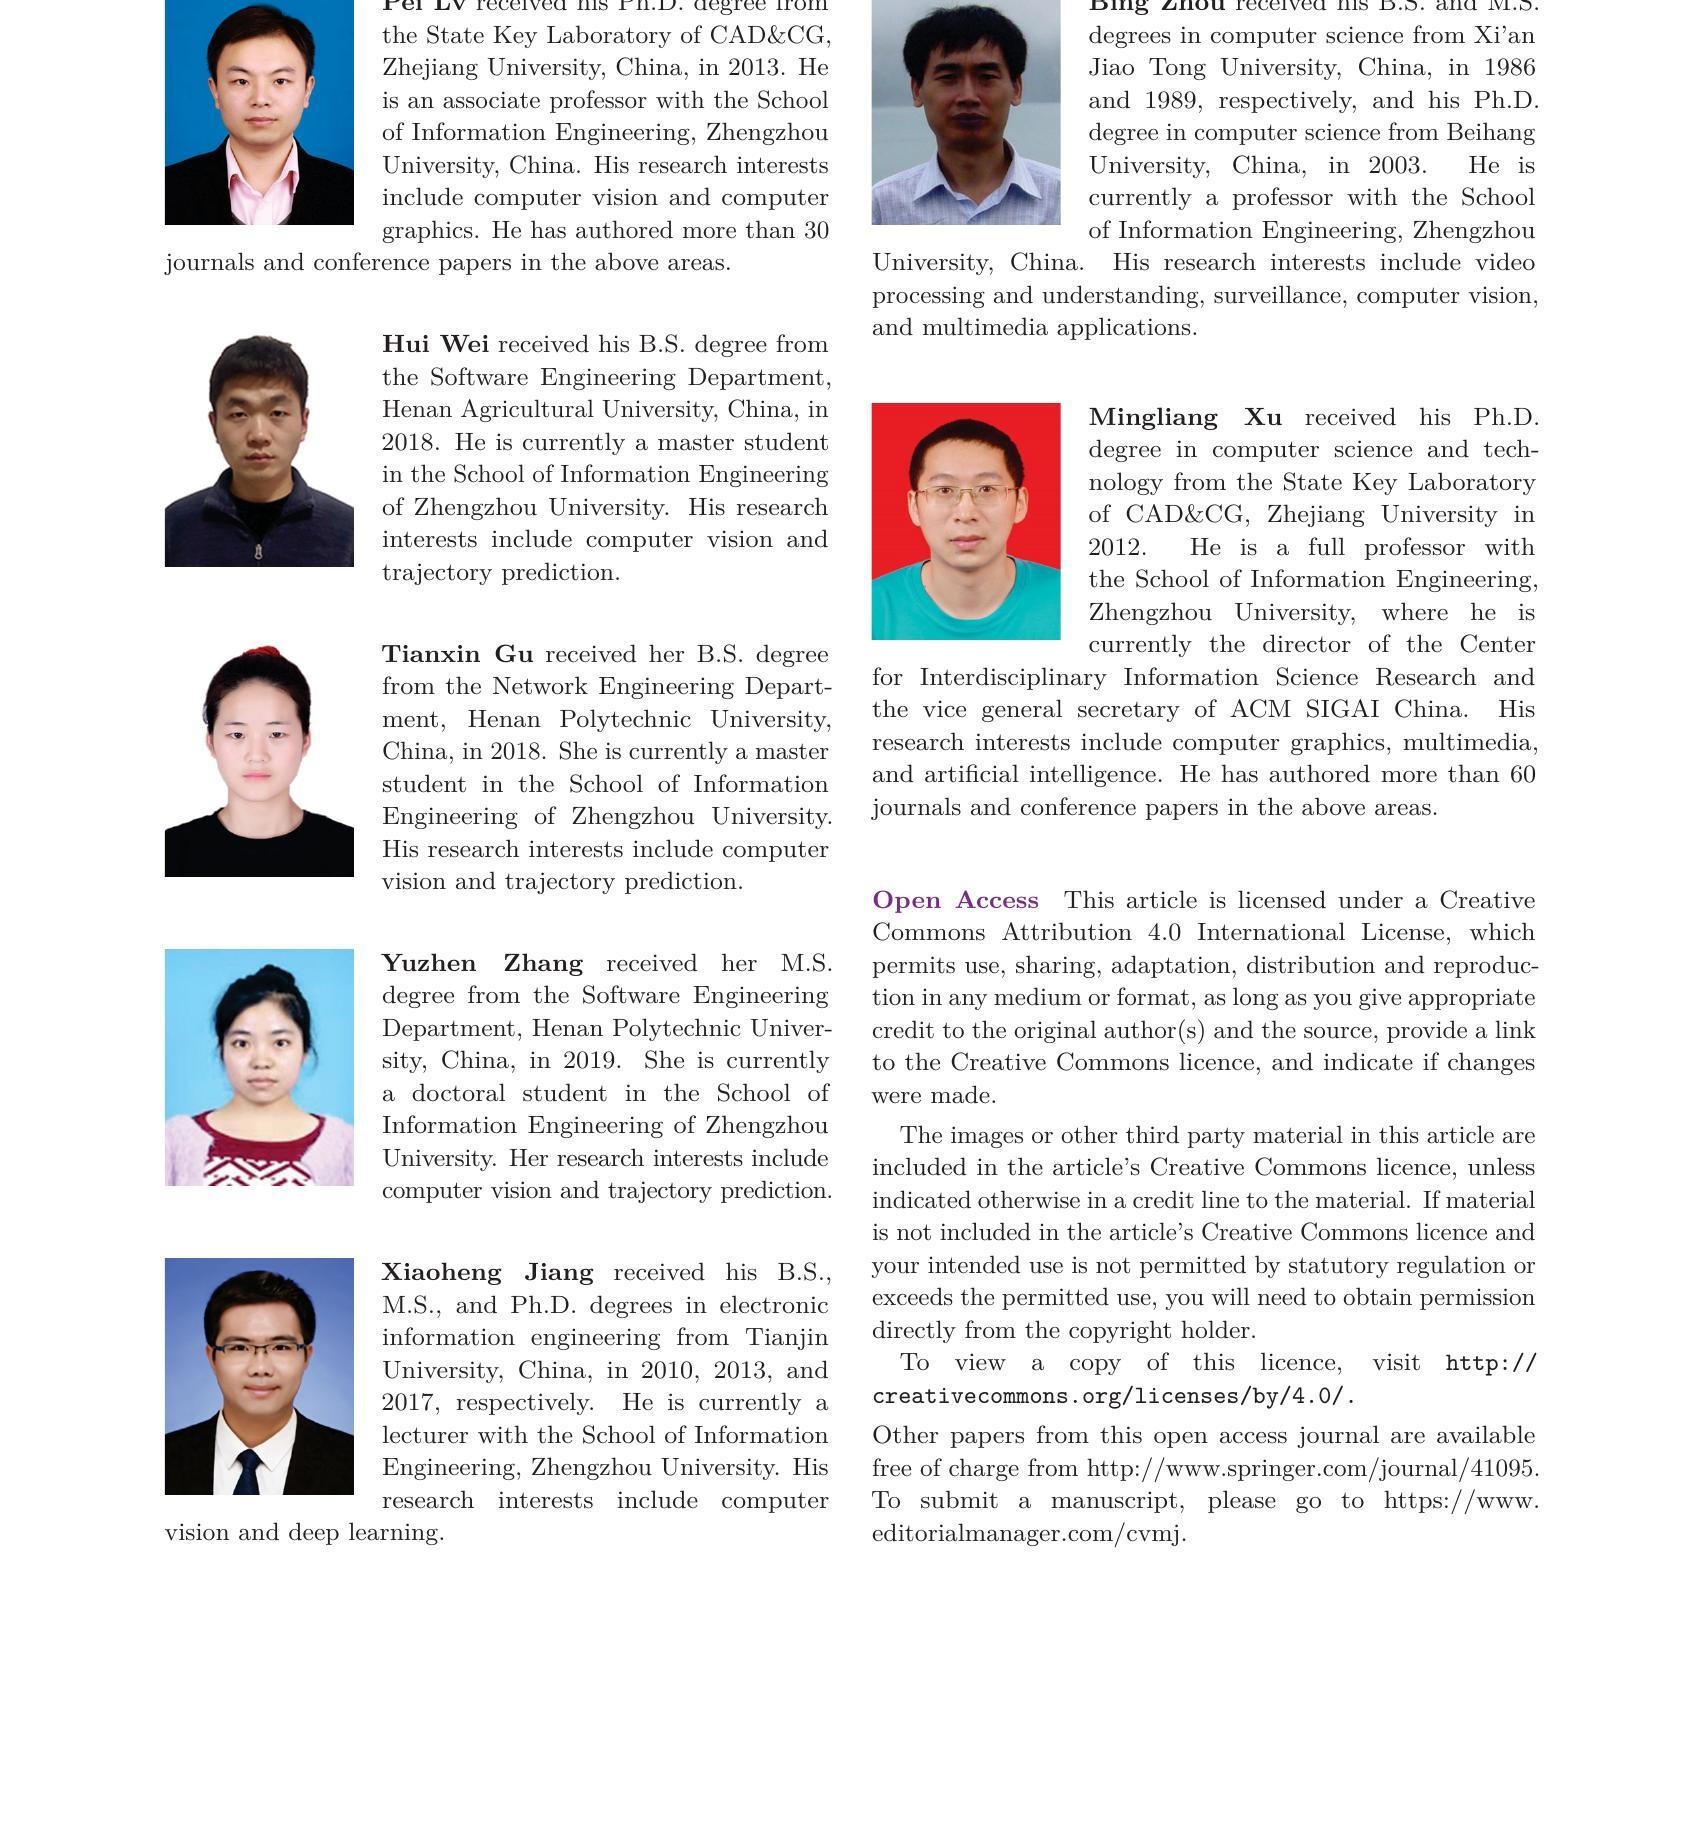 Pei Lv received his Ph.D. degree from
the State Key Laboratory of CAD&CG,
Zhejiang University, China, in 2013. He
is an associate professor with the School
of Information Engineering, Zhengzhou
University, China. His research interests
include computer vision and computer
graphics. He has authored more than 30
journals and conference papers in the above areas.
Hui Wei received his B.S. degree from
the Software Engineering Department,
Henan Agricultural University, China, in
2018. He is currently a master student
in the School of Information Engineering
of Zhengzhou University. His research
interests include computer vision and
trajectory prediction.
Tianxin Gu received her B.S. degree
from the Network Engineering Depart-
ment, Henan Polytechnic University,
China, in 2018. She is currently a master
student in the School of Information
Engineering of Zhengzhou University.
His research interests include computer
vision and trajectory prediction.
Yuzhen Zhang received her M.S.
degree from the Software Engineering
Department, Henan Polytechnic Univer-
sity, China, in 2019. She is currently
a doctoral student in the School of
Information Engineering of Zhengzhou
University. Her research interests include
computer vision and trajectory prediction.
Xiaoheng Jiang received his B.S.,
M.S., and Ph.D. degrees in electronic
information engineering from Tianjin
University, China, in 2010, 2013, and
2017, respectively. He is currently a
lecturer with the School of Information
Engineering, Zhengzhou University. His
research interests include computer
vision and deep learning.
Bing Zhou received his B.S. and M.S.
degrees in computer science from Xi'an
Jiao Tong University, China, in 1986
and 1989, respectively, and his Ph.D.
degree in computer science from Beihang
University, China, in 2003. He is
currently a professor with the School
of Information Engineering, Zhengzhou
University, China. His research interests include video
processing and understanding, surveillance, computer vision,
and multimedia applications.
Mingliang Xu received his Ph.D.
degree in computer science and tech-
nology from the State Key Laboratory
of CAD&CG, Zhejiang University in
2012. He is a full professor with
the School of Information Engineering,
Zhengzhou University, where he is
currently the director of the Center
for Interdisciplinary Information Science Research and
the vice general secretary of ACM SIGAI China. His
research interests include computer graphics, multimedia,
and artificial intelligence. He has authored more than 60
journals and conference papers in the above areas.
Open Access This article is licensed under a Creative
Commons Attribution 4.0 International License, which
permits use, sharing, adaptation, distribution and reproduc-
tion in any medium or format, as long as you give appropriate
credit to the original author(s) and the source, provide a link
to the Creative Commons licence, and indicate if changes
were made.
The images or other third party material in this article are
included in the article's Creative Commons licence, unless
indicated otherwise in a credit line to the material. If material
is not included in the article's Creative Commons licence and
your intended use is not permitted by statutory regulation or
exceeds the permitted use, you will need to obtain permission
directly from the copyright holder.
To view a copy of this licence, visit http://
creativecommons.org/licenses/by/4.0/.
Other papers from this open access journal are available
free of charge from http://www.springer.com/journal/41095.
To submit a manuscript, please go to https://www.
editorialmanager.com/cvmj.